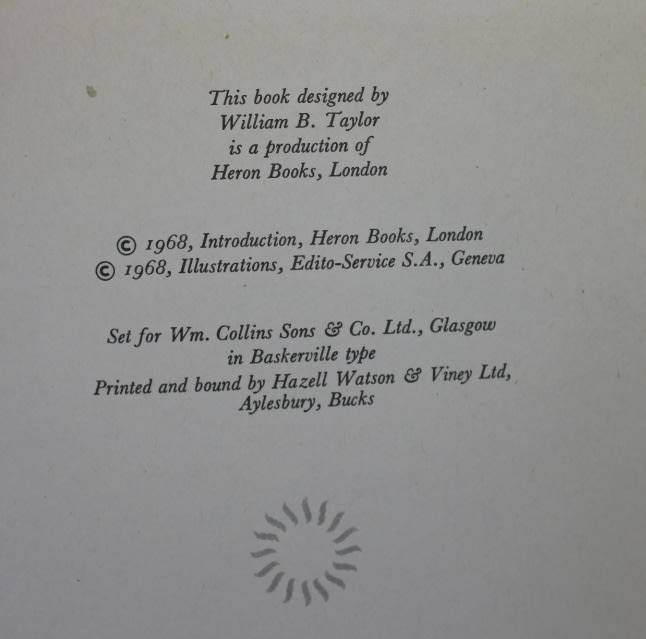 This book designed by
William B. Taylor
is a production of
Heron Books, London
© 1968, Introduction, Heron Books, London
© 1968, Illustrations, Edito-Service S.A., Geneva
Set for Wm. Collins Sons & Co. Ltd., Glasgow
in Baskerville type
Printed and bound by Hazell Watson & Viney Ltd,
Aylesbury, Bucks